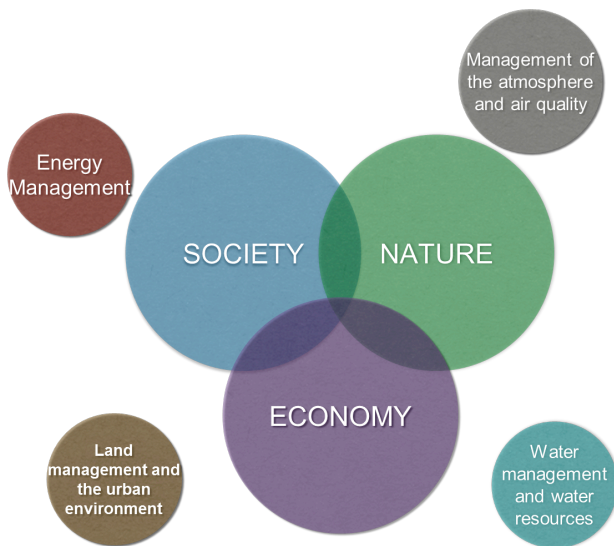 Management of
the atmosphere
and air quality
Energy
Management
SOCIETY
NATURE
ECONOMY
Land
management and
the urban
environment
Water
management
and water
resources